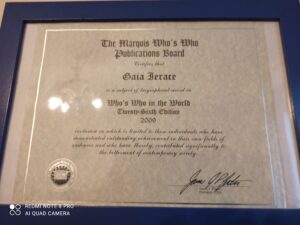 The Marquis Who's Who
Publications Board
Certifies that
Gaia Ierace
is a subject of biographical record in
Who's Who in the World
Twenty-Sixth Edition
2009
inclusion in which is limited to those individuals who have
demonstrated outstanding achievement in their own fields of
endeavor and who have, thereby, contributed significantly to
the betterment of contemporary society.
REDMI NOTE 8 PRO
AI QUAD CAMERA